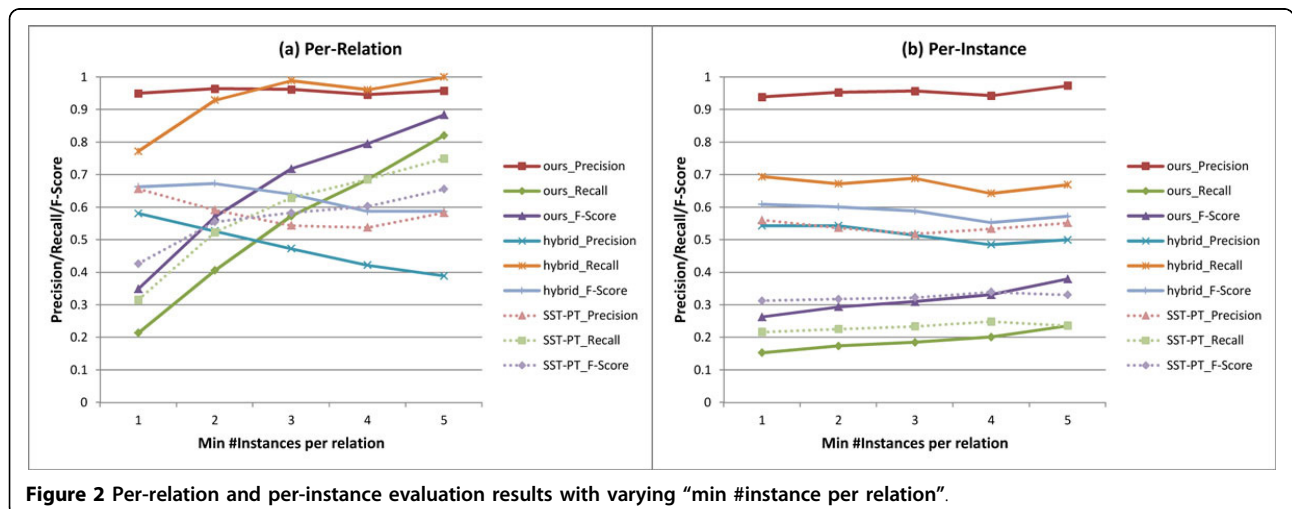 (a) Per-Relation
Precision/Recall/F-Score
1
0.9
0.8
0.7
0.6
0.5
0.4
0.3
0.2
0.1
0
1 2 3 4 5
Min #Instances per relation
ours_Precision
ours_Recall
ours_F-Score
hybrid_Precision
hybrid_Recall
hybrid_F-Score
SST-PT_Precision
SST-PT_Recall
SST-PT_F-Score
(b) Per-Instance
Precision/Recall/F-Score
1
0.9
0.8
0.7
0.6
0.5
0.4
0.3
0.2
0.1
0
1 2 3 4 5
Min #Instances per relation
ours_Precision
ours_Recall
ours_F-Score
hybrid_Precision
hybrid_Recall
hybrid_F-Score
SST-PT_Precision
SST-PT_Recall
SST-PT_F-Score
Figure 2 Per-relation and per-instance evaluation results with varying “min #instance per relation”.